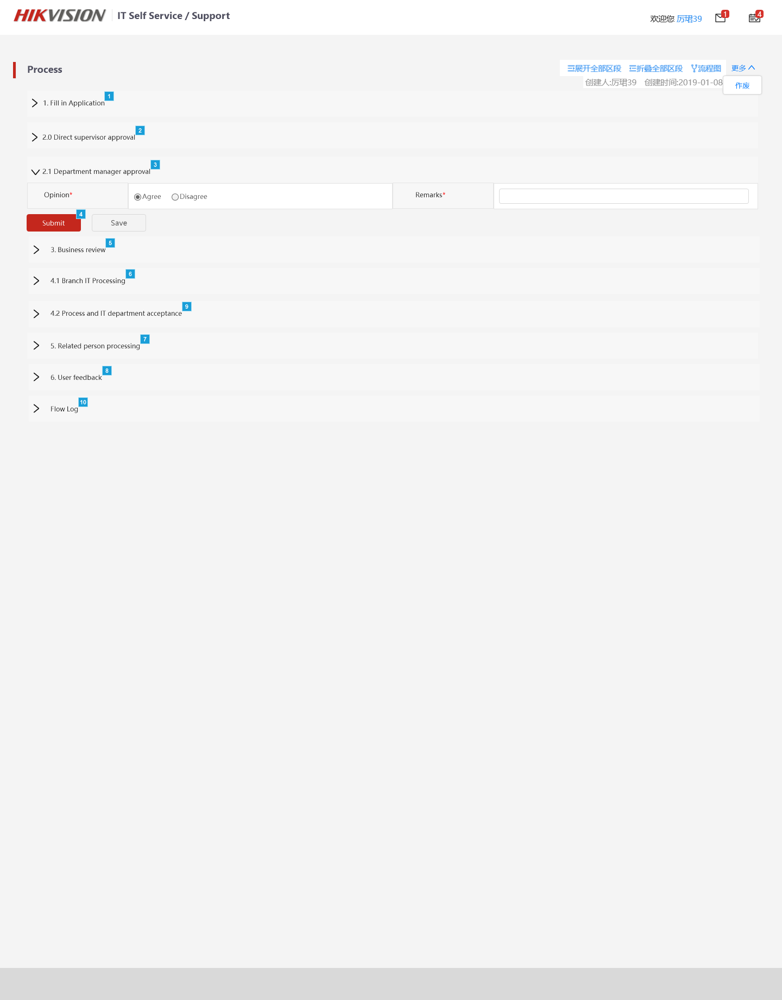 HIKVISION IT Self Service / Support 欢迎您 厉珺39 1 4
Process 展开全部区段 折叠全部区段 流程图 更多
创建人:厉珺39 创建时间:2019-01-08 作废
1. Fill in Application 1
2.0 Direct supervisor approval 2
2.1 Department manager approval 3
Opinion* Agree Disagree Remarks*
Submit 4 Save
3. Business review 5
4.1 Branch IT Processing 6
4.2 Process and IT department acceptance 9
5. Related person processing 7
6. User feedback 8
Flow Log 10